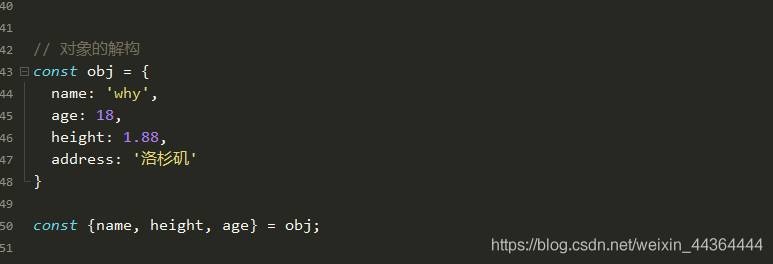 40
41
42 // 对象的解构
43 const obj = {
44 name: 'why',
45 age: 18,
46 height: 1.88,
47 address: '洛杉矶'
48 }
49
50 const {name, height, age} = obj;
51
https://blog.csdn.net/weixin_44364444